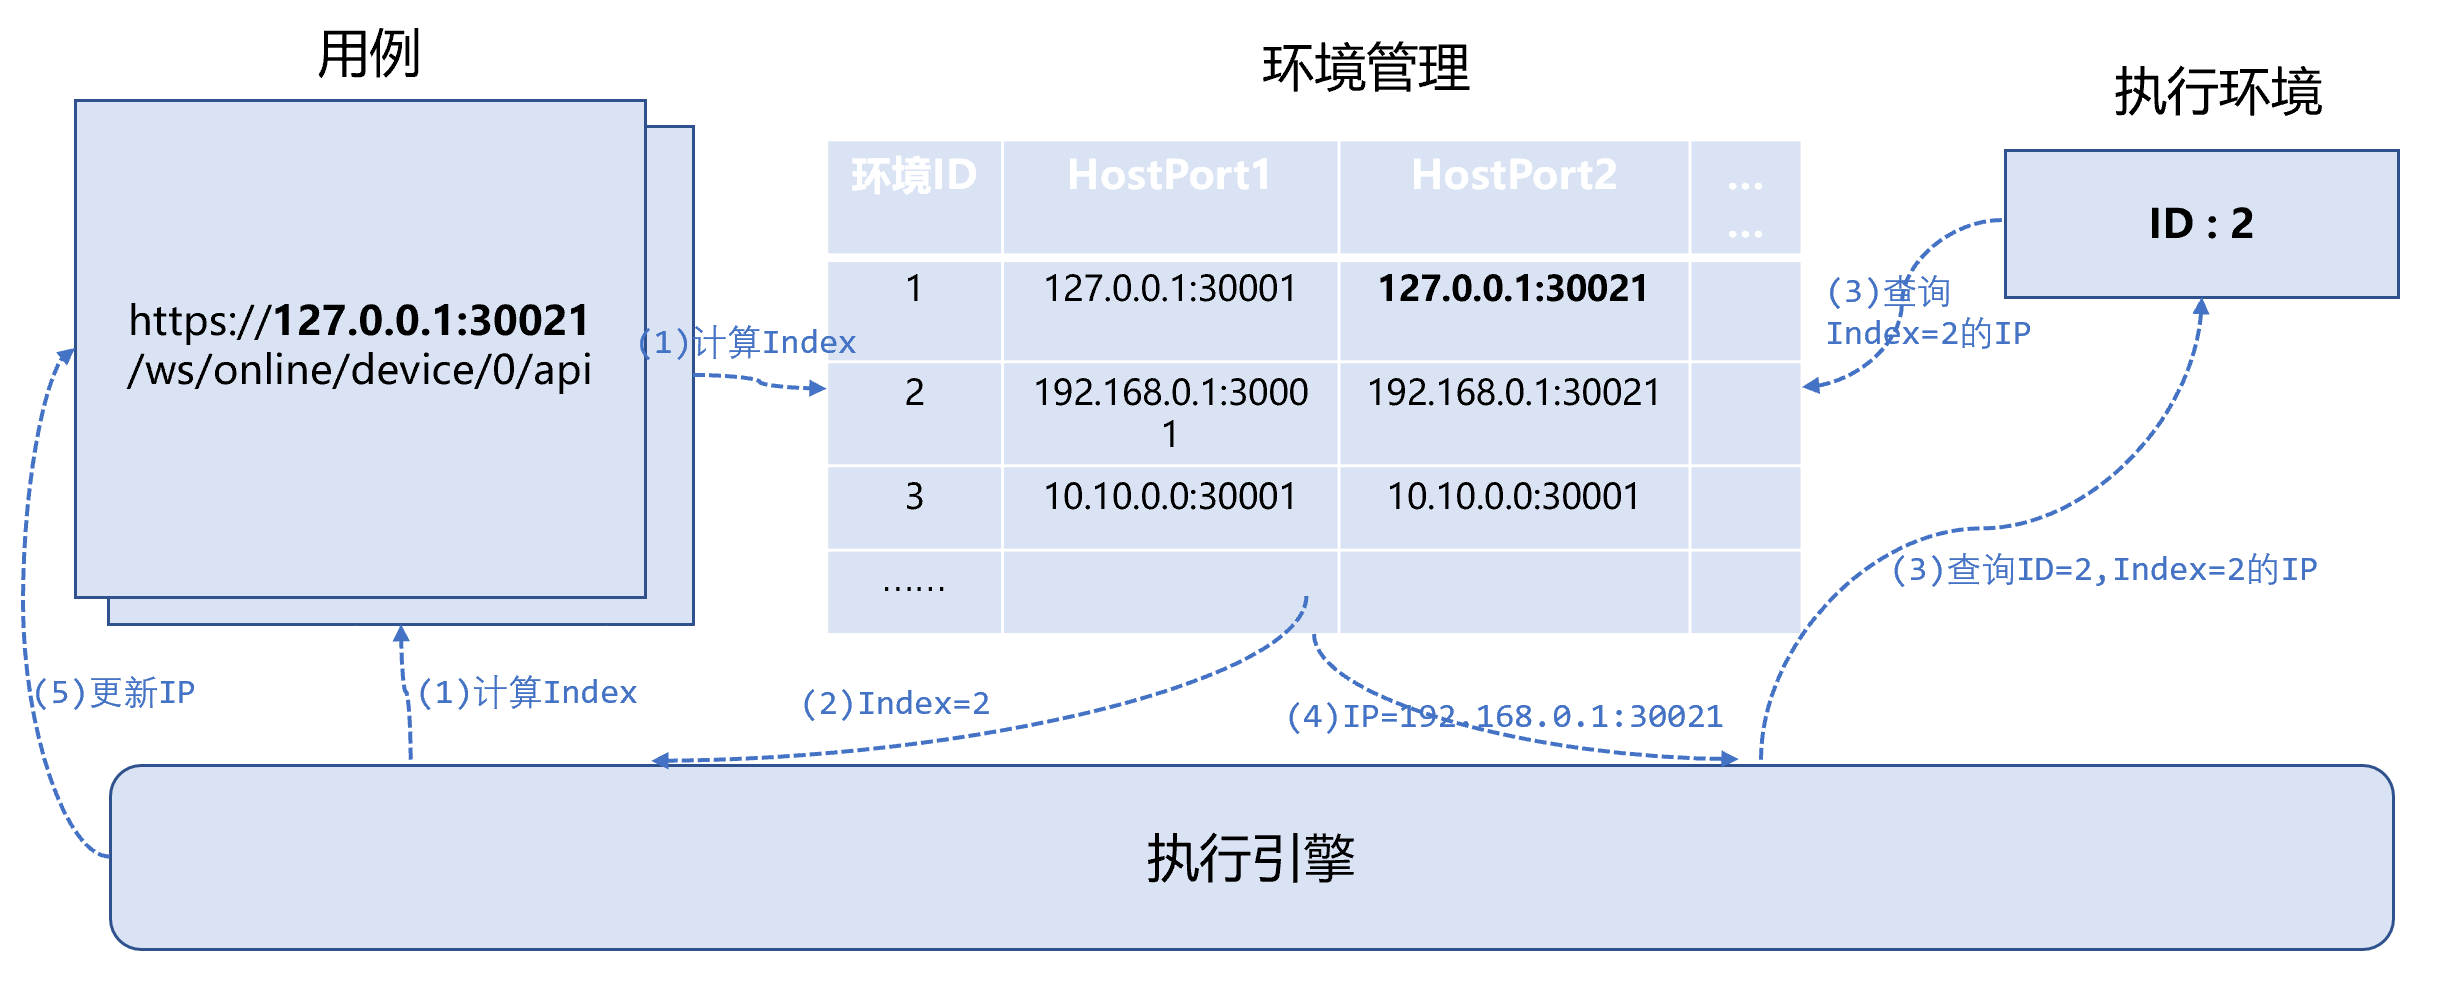 用例
环境管理
执行环境
https://127.0.0.1:30021
/ws/online/device/0/api
(1)计算Index
环境ID HostPort1 HostPort2 ...
...
1 127.0.0.1:30001 127.0.0.1:30021
2 192.168.0.1:3000 192.168.0.1:30021
1
3 10.10.0.0:30001 10.10.0.0:30001
......
ID : 2
(3)查询
Index=2的IP
(3)查询ID=2,Index=2的IP
(5)更新IP
(1)计算Index
(2)Index=2
(4)IP=192.168.0.1:30021
执行引擎